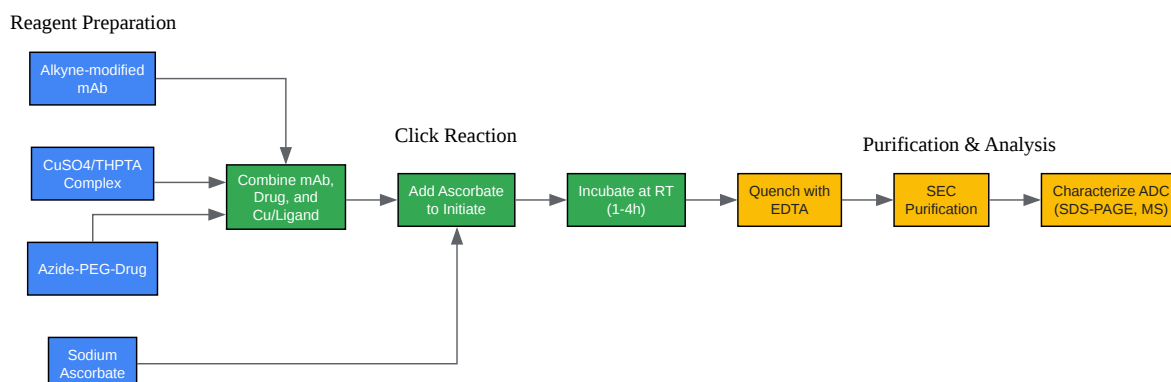 Reagent Preparation
Alkyne-modified
mAb
CuSO4/THPTA
Complex
Azide-PEG-Drug
Sodium
Ascorbate
Click Reaction
Combine mAb,
Drug, and
Cu/Ligand
Add Ascorbate
to Initiate
Incubate at RT
(1-4h)
Purification & Analysis
Quench with
EDTA
SEC
Purification
Characterize ADC
(SDS-PAGE, MS)